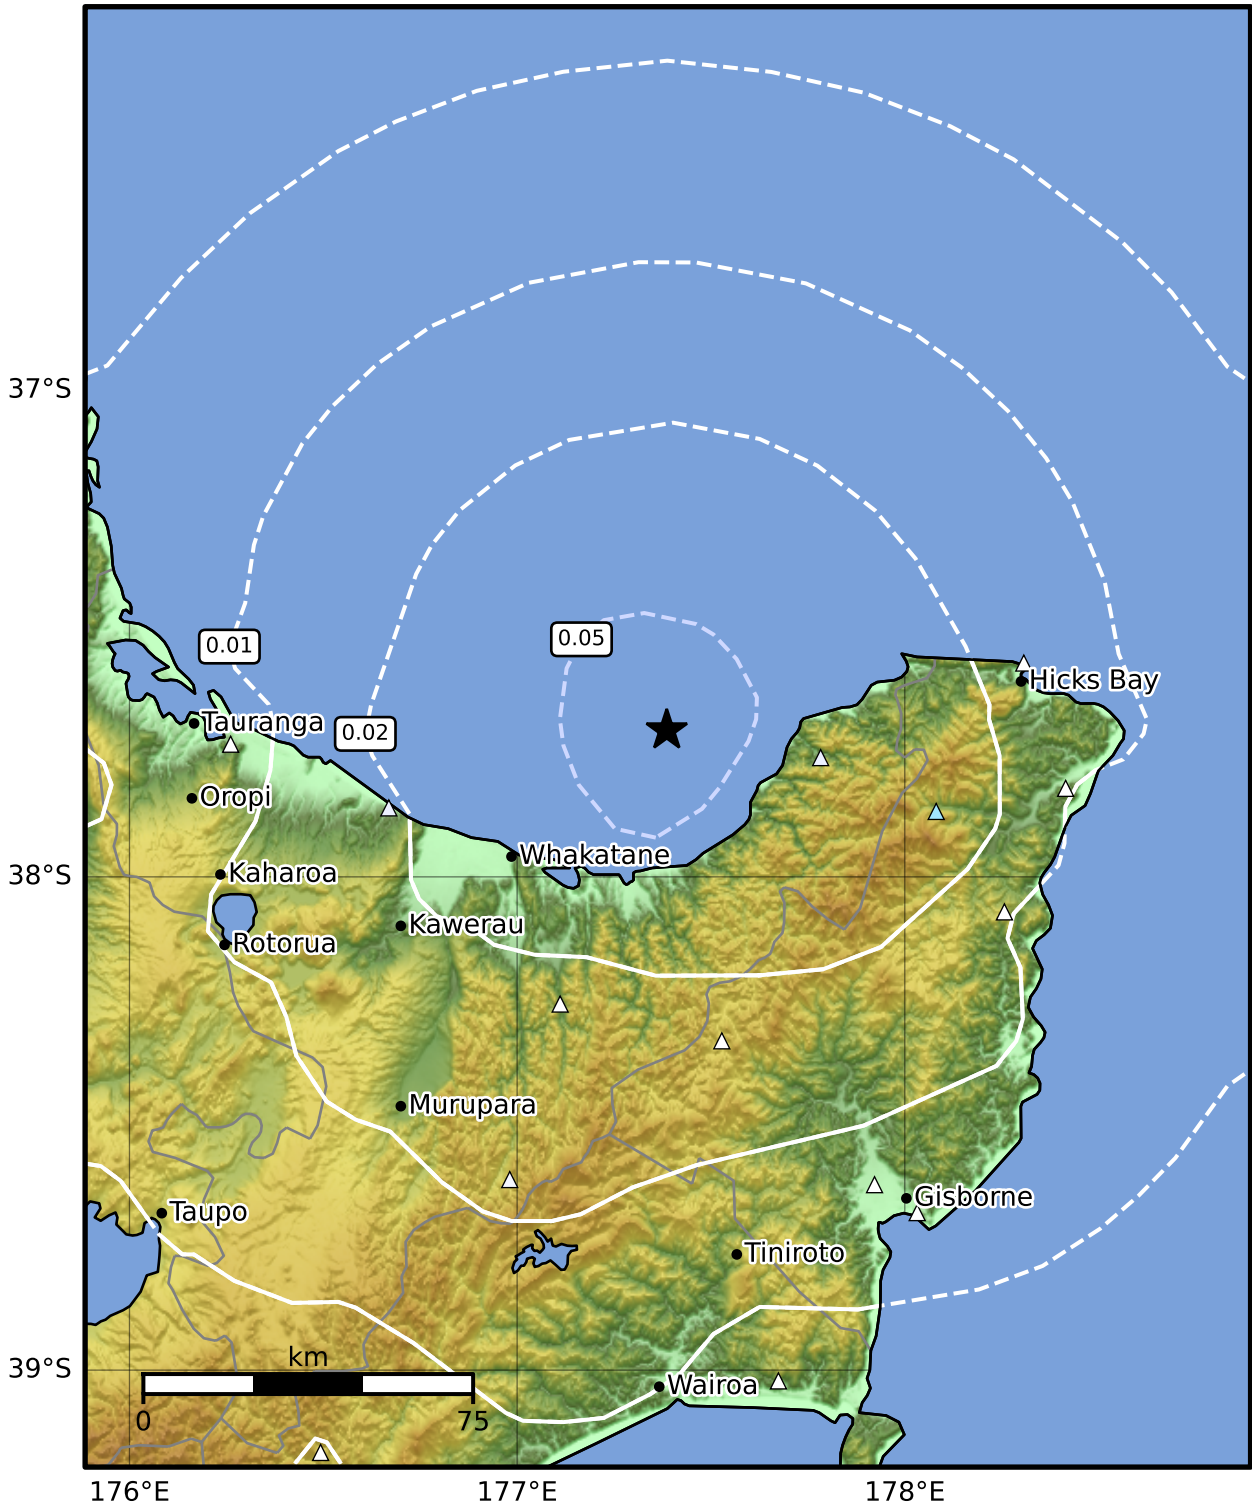 37°S
0.01
0.05
Hicks Bay
Tauranga
0.02
Oropi
Whakatane
38°S
Kaharoa
Kawerau
Rotorua
Murupara
Gisborne
Taupo
Tiniroto
km
39°S
Wairoa
0
75
176°E
177°E
178°E